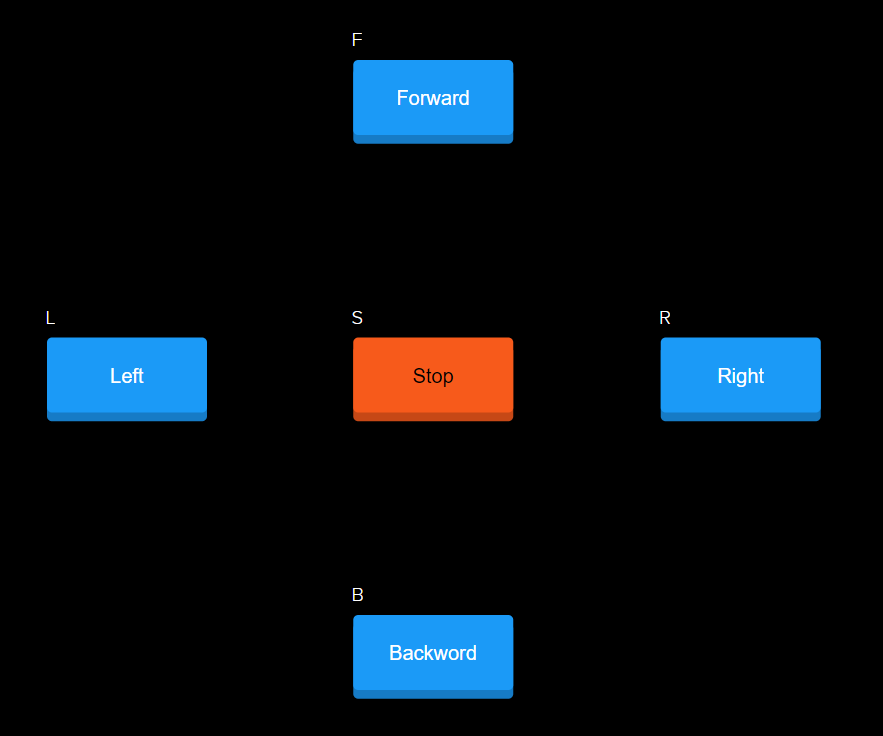 F
Forward
L
S
R
Left
Stop
Right
B
Backword